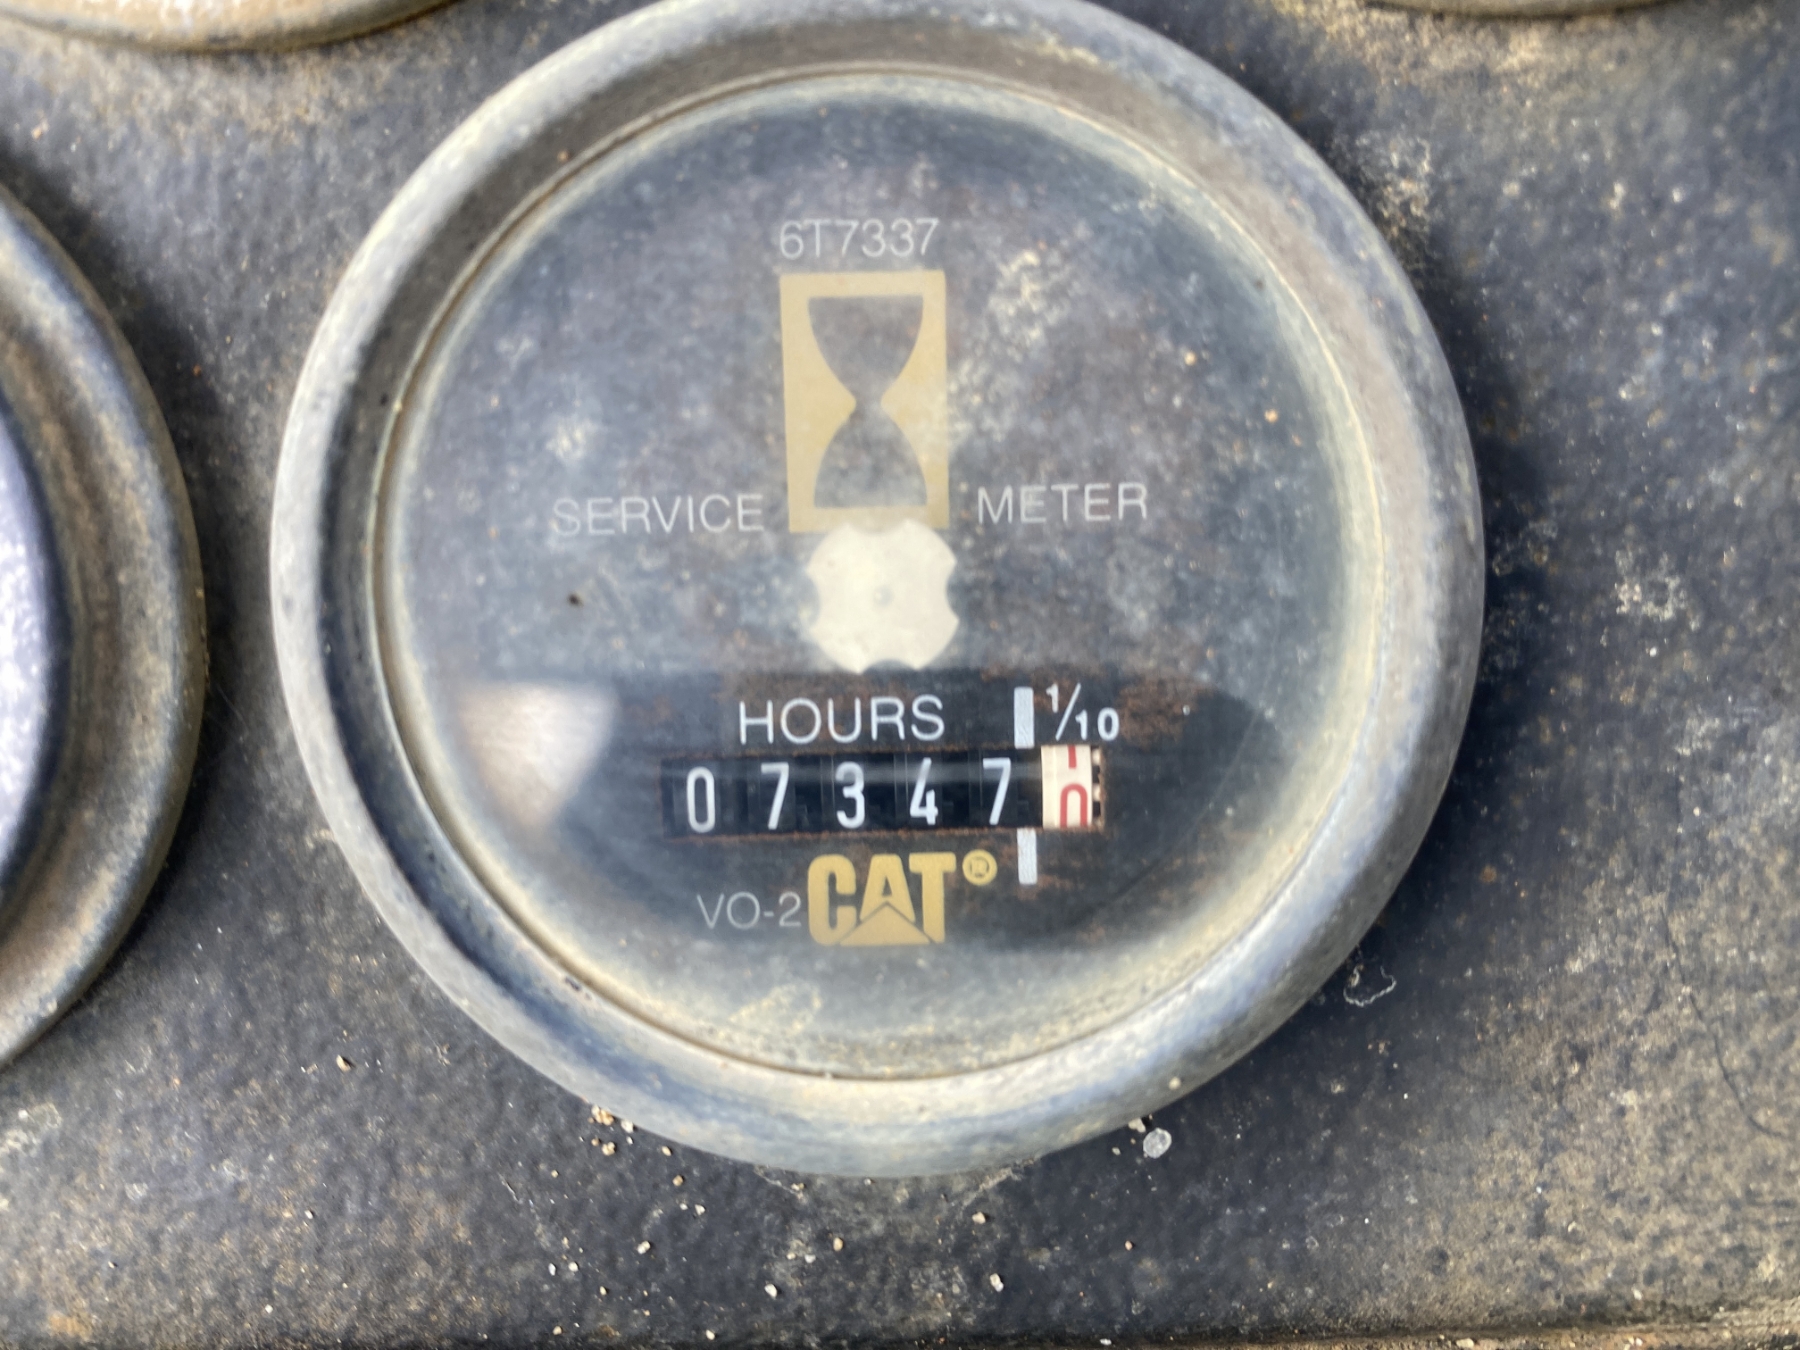 6T7337
SERVICE METER
HOURS 1/10
07347
VO-2 CAT®